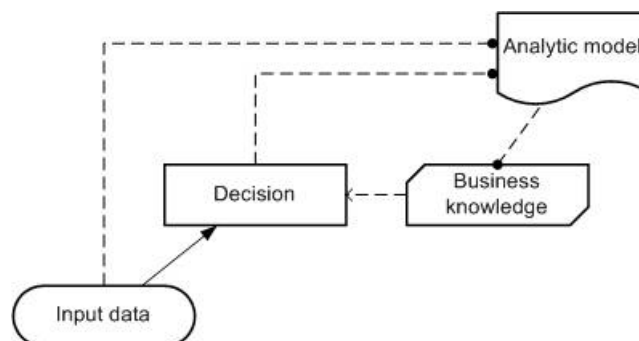 Analytic model
Decision
Business
knowledge
Input data